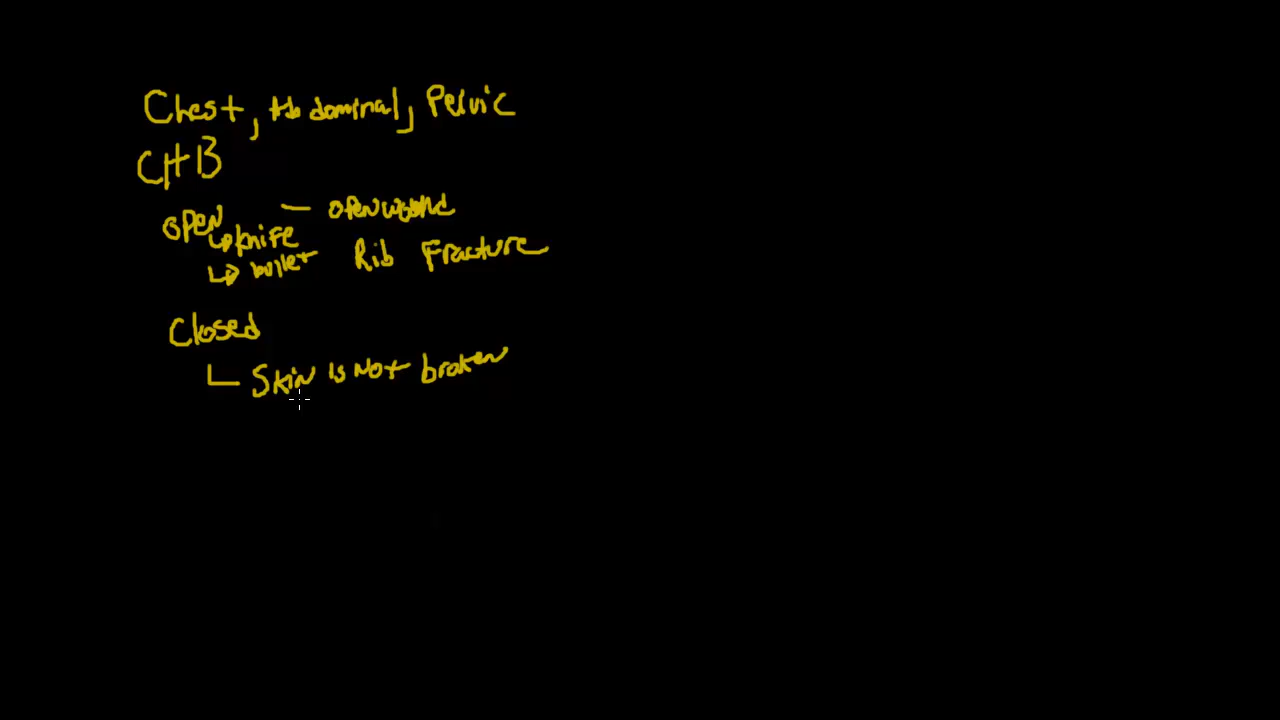 Chest, Abdominal, Pelvic
CHB
open — open wound
↳ knife
↳ bullet Rib Fracture
Closed
└ Skin is Not broken